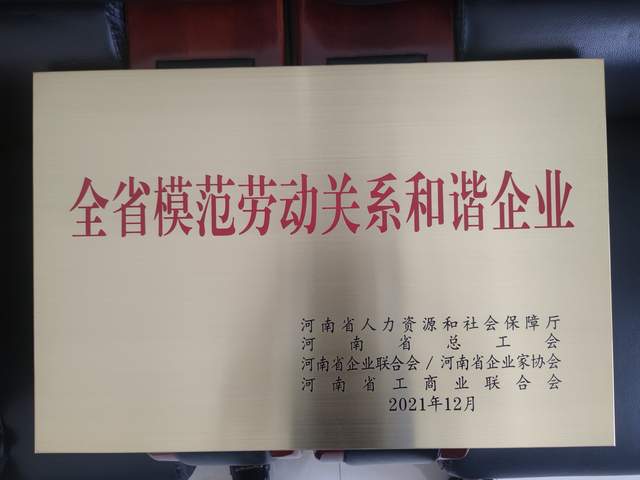 全省模范劳动关系和谐企业
河南省人力资源和社会保障厅
河南省总工会
河南省企业联合会/河南省企业家协会
河南省工商业联合会
2021年12月